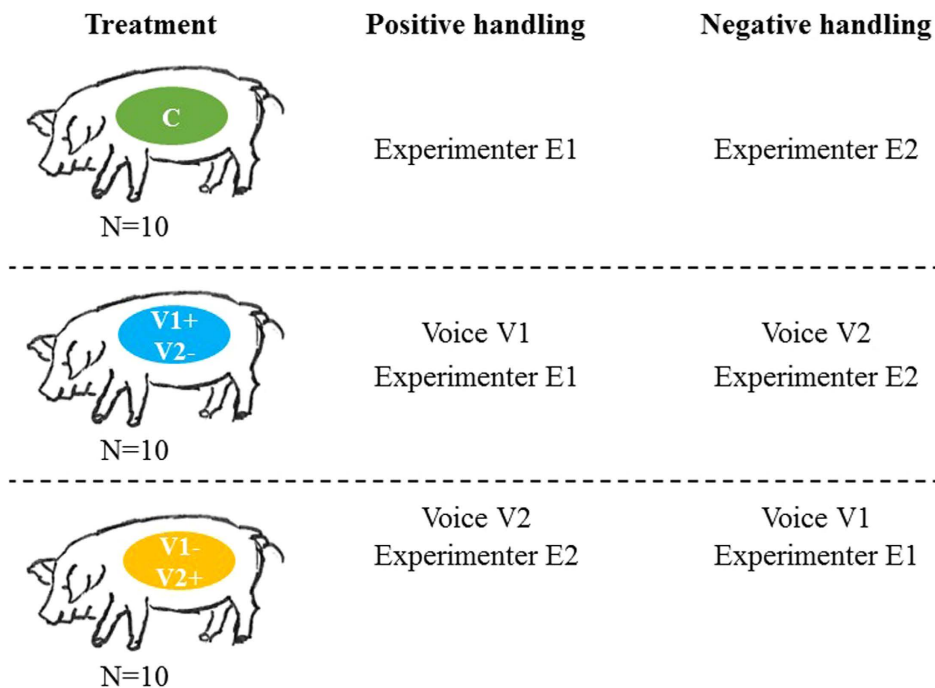 Treatment Positive handling Negative handling
C
Experimenter E1 Experimenter E2
N=10
V1+
V2-
Voice V1 Voice V2
Experimenter E1 Experimenter E2
N=10
V1-
V2+
Voice V2 Voice V1
Experimenter E2 Experimenter E1
N=10